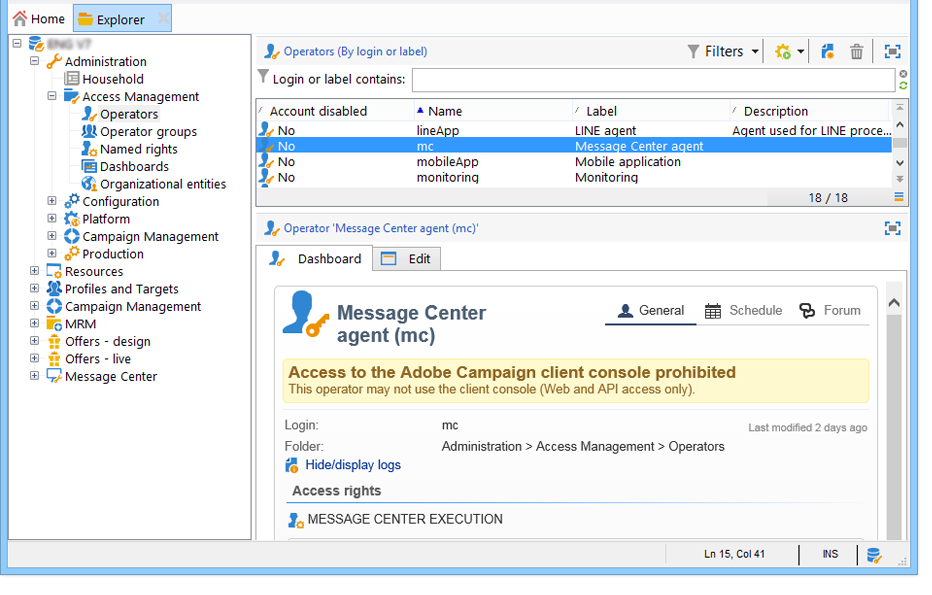 Home
Explorer
Administration
Household
Access Management
Operators
Operator groups
Named rights
Dashboards
Organizational entities
Configuration
Platform
Campaign Management
Production
Resources
Profiles and Targets
Campaign Management
MRM
Offers - design
Offers - live
Message Center
Operators (By login or label)
Filters
Login or label contains:
Account disabled Name Label Description
No lineApp LINE agent Agent used for LINE proce...
No mc Message Center agent
No mobileApp Mobile application
No monitoring Monitoring
18 / 18
Operator 'Message Center agent (mc)'
Dashboard Edit
Message Center
agent (mc)
General Schedule Forum
Access to the Adobe Campaign client console prohibited
This operator may not use the client console (Web and API access only).
Login: mc Last modified 2 days ago
Folder: Administration > Access Management > Operators
Hide/display logs
Access rights
MESSAGE CENTER EXECUTION
Ln 15, Col 41 INS